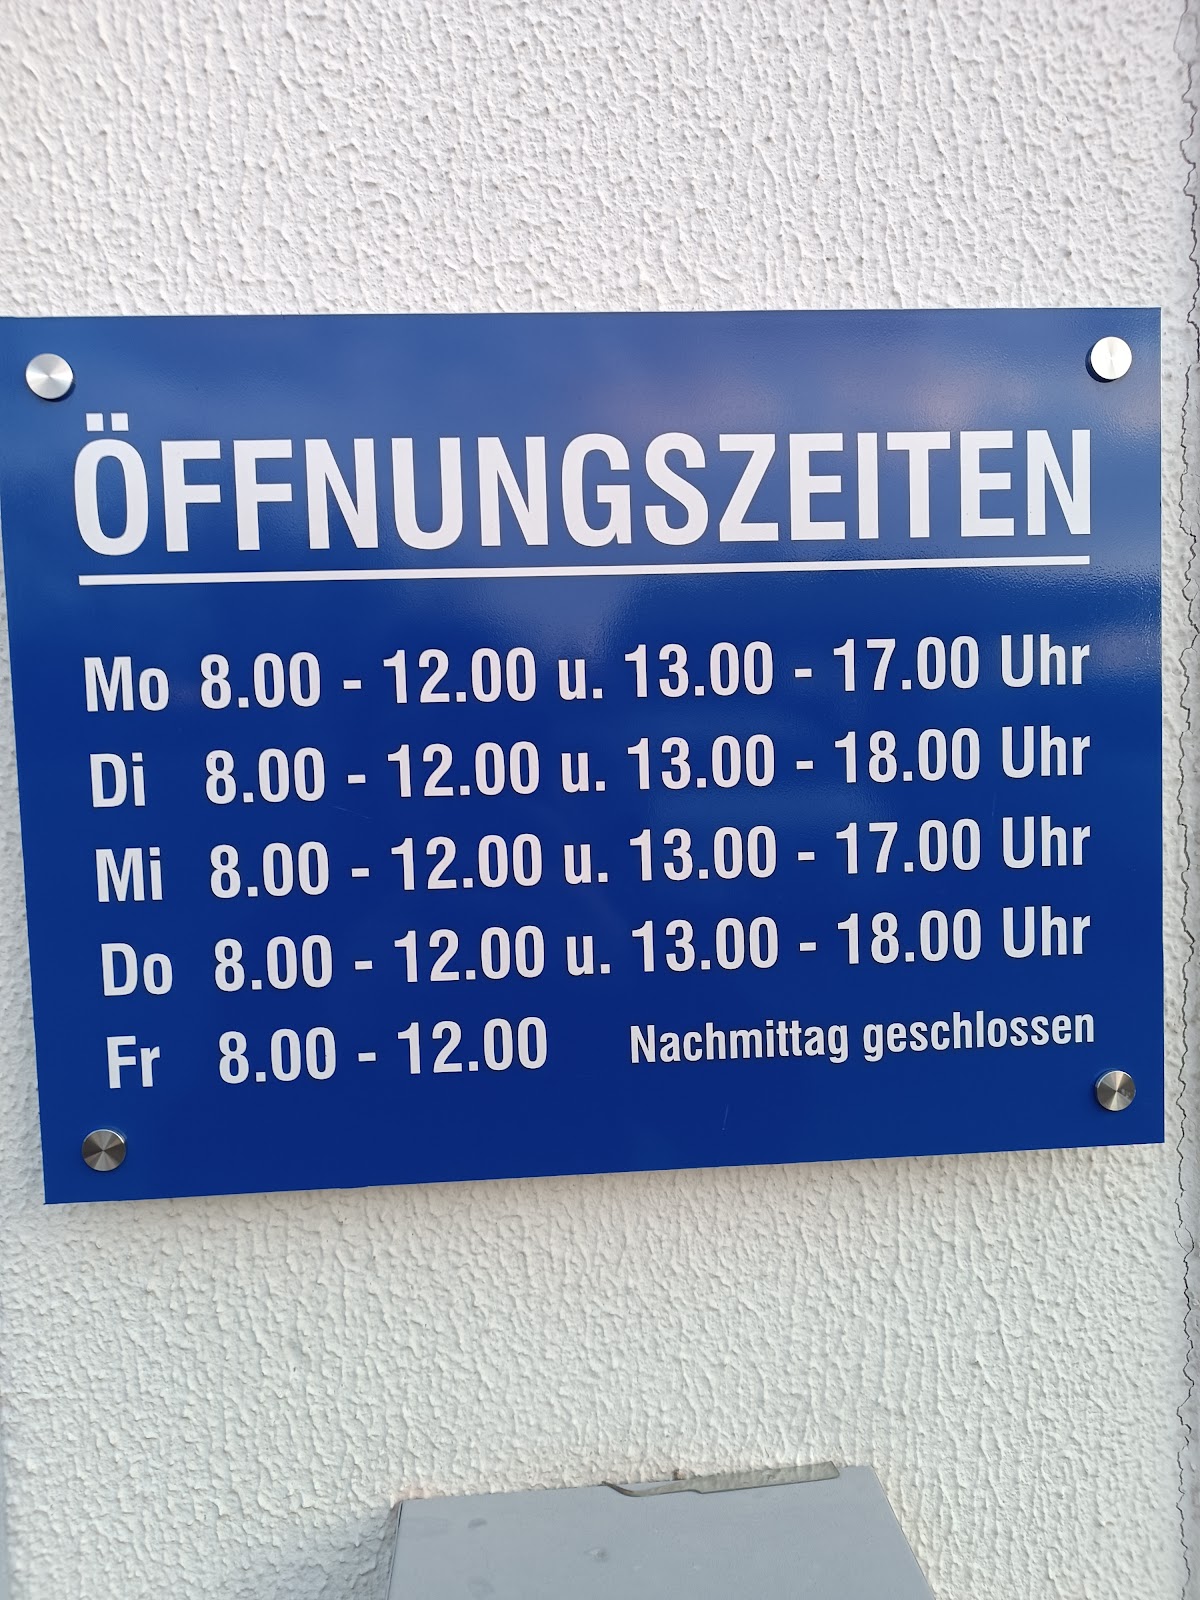 ÖFFNUNGSZEITEN
Mo 8.00 - 12.00 u. 13.00 - 17.00 Uhr
Di 8.00 - 12.00 u. 13.00 - 18.00 Uhr
Mi 8.00 - 12.00 u. 13.00 - 17.00 Uhr
Do 8.00 - 12.00 u. 13.00 - 18.00 Uhr
Fr 8.00 - 12.00 Nachmittag geschlossen